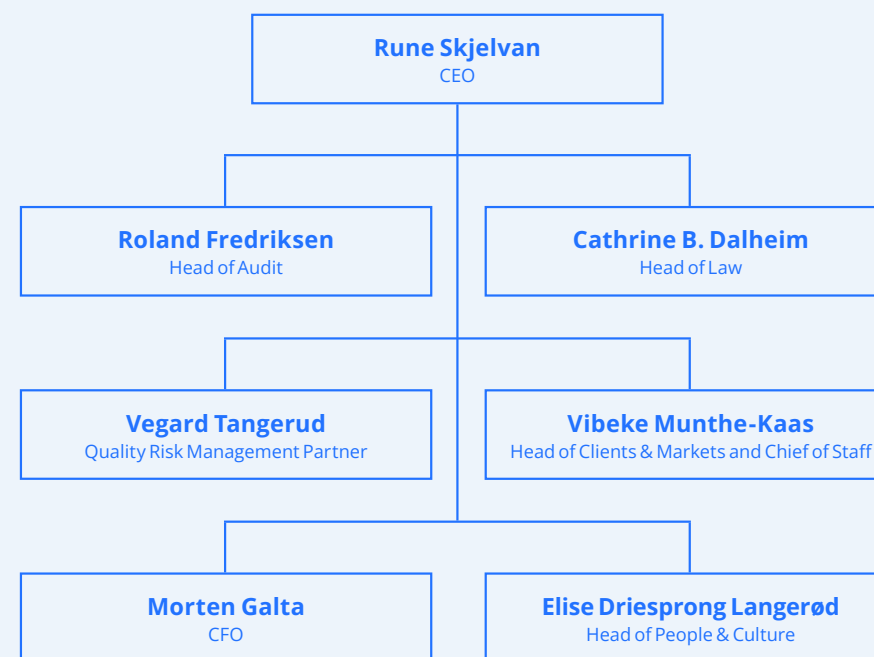 Rune Skjelvan
CEO
Roland Fredriksen
Head of Audit
Cathrine B. Dalheim
Head of Law
Vegard Tangerud
Quality Risk Management Partner
Vibeke Munthe-Kaas
Head of Clients & Markets and Chief of Staff
Morten Galta
CFO
Elise Driesprong Langerød
Head of People & Culture